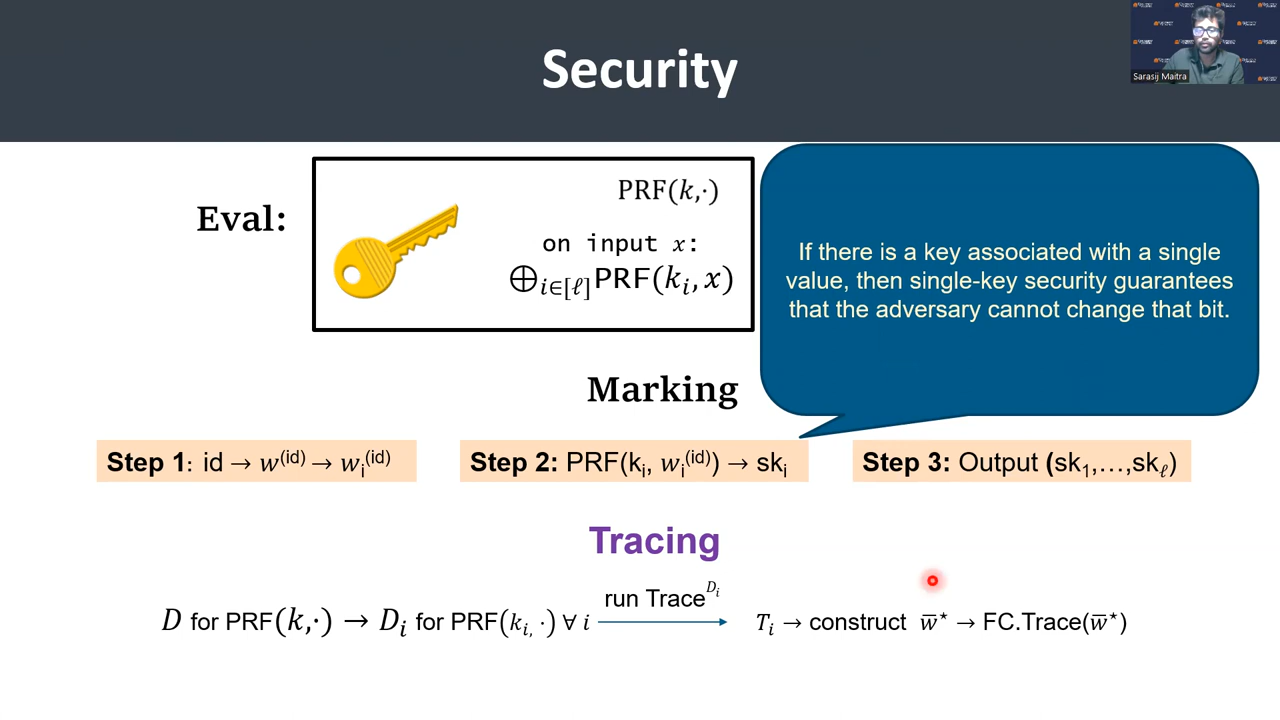 Security
Sarasij Maitra
Eval:
PRF(k,·)
on input x:
⊕i∈[ℓ]PRF(kᵢ, x)
If there is a key associated with a single
value, then single-key security guarantees
that the adversary cannot change that bit.
Marking
Step 1: id → w⁽ⁱᵈ⁾ → wᵢ⁽ⁱᵈ⁾
Step 2: PRF(kᵢ, wᵢ⁽ⁱᵈ⁾) → skᵢ
Step 3: Output (sk₁,…,skℓ)
Tracing
D for PRF(k,·) → Dᵢ for PRF(kᵢ, ·) ∀ i
run Trace^Dᵢ
Tᵢ → construct w̅* → FC.Trace(w̅*)